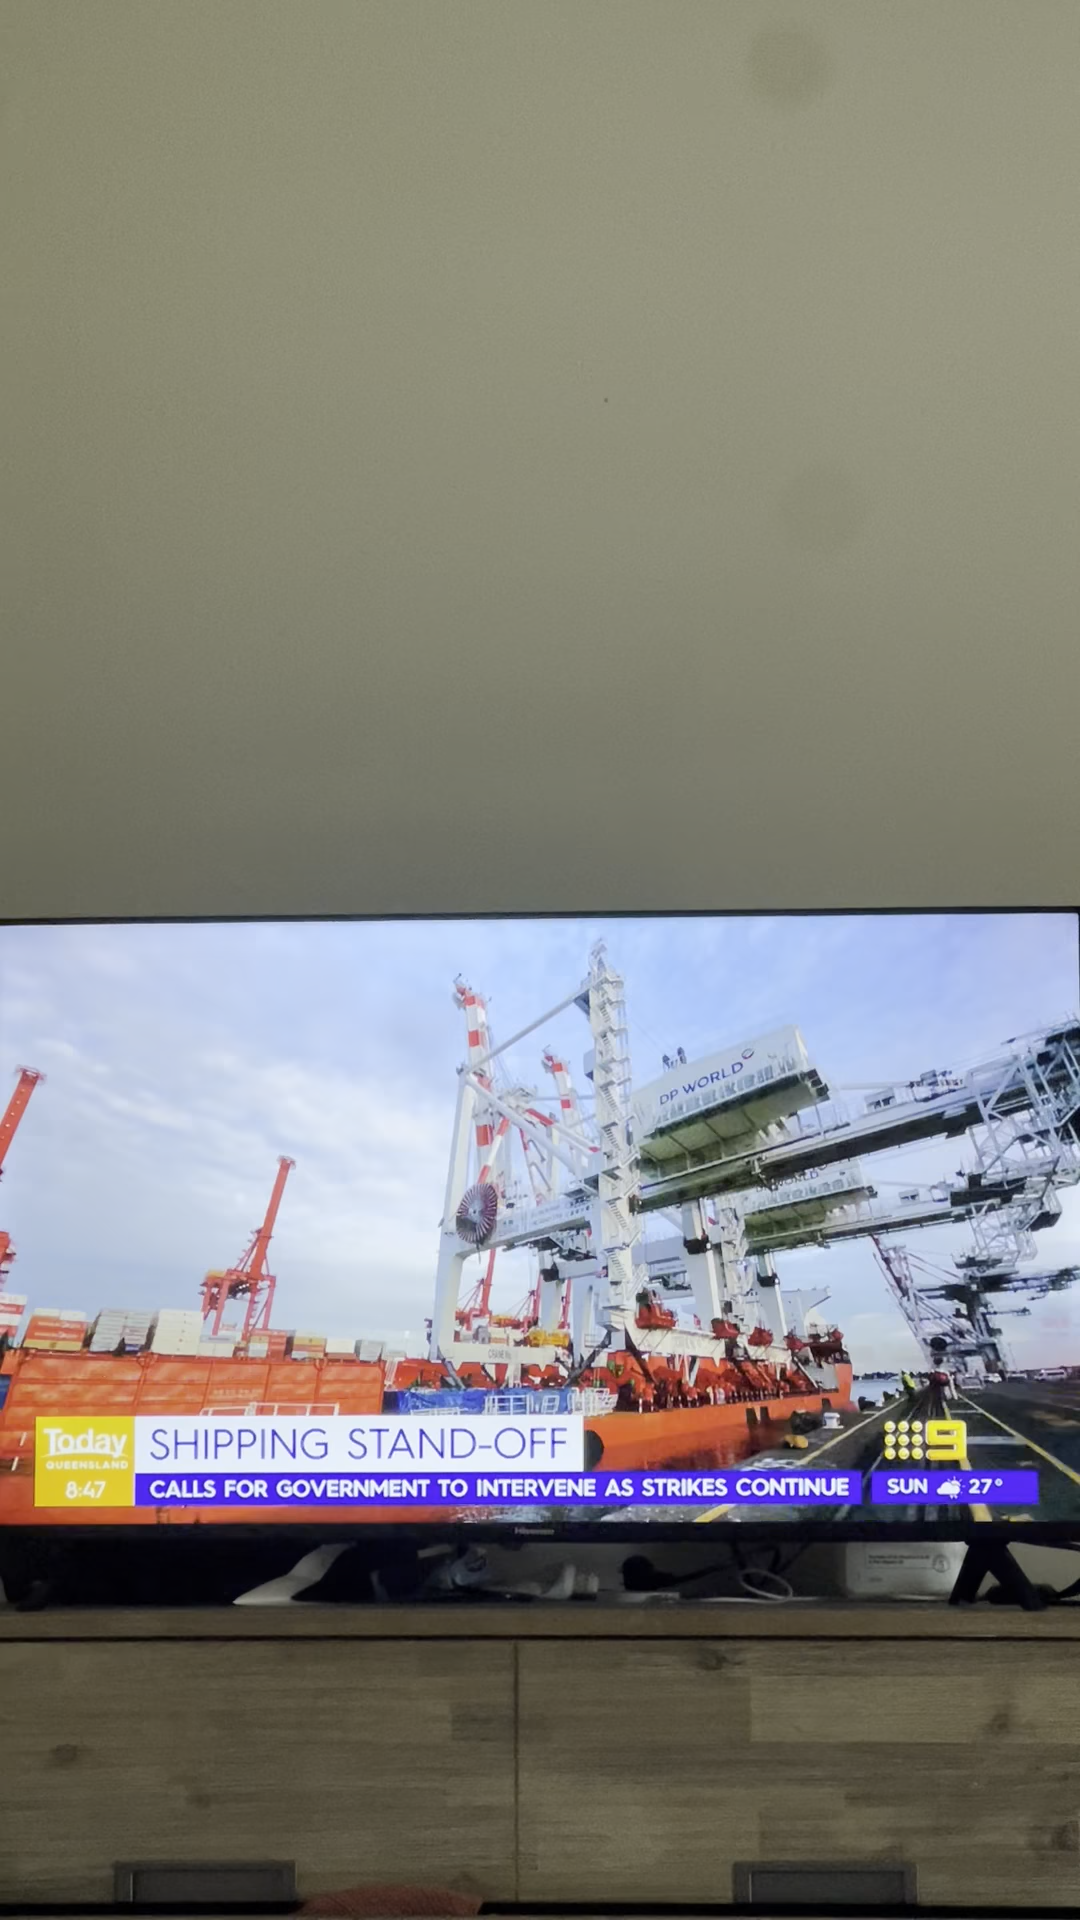 DP WORLD
Today
QUEENSLAND
8:47
SHIPPING STAND-OFF
CALLS FOR GOVERNMENT TO INTERVENE AS STRIKES CONTINUE
9
SUN 27°
Hisense